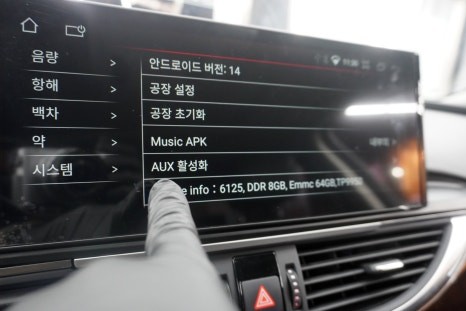 음량 >
항해 >
백차 >
약 >
시스템 >
안드로이드 버전: 14
공장 설정
공장 초기화
Music APK
AUX 활성화
e info : 6125, DDR 8GB, Emmc 64GB,TP9950